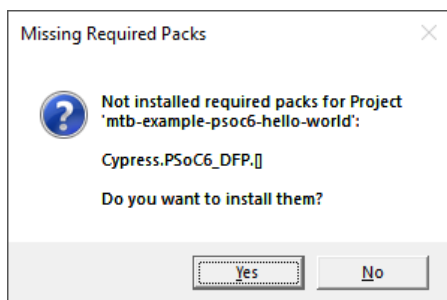 Missing Required Packs
Not installed required packs for Project
'mtb-example-psoc6-hello-world':
Cypress.PSoC6_DFP.[]
Do you want to install them?
Yes
No